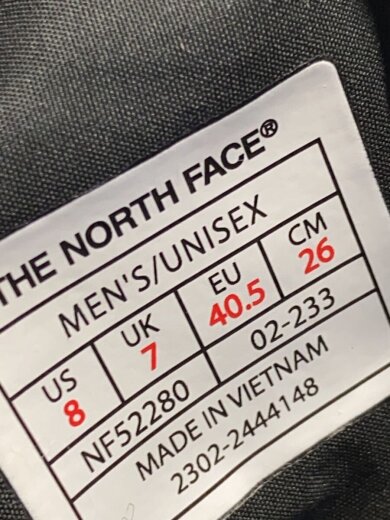 THE NORTH FACE®
MEN'S/UNISEX
US UK EU CM
8 7 40.5 26
NF52280 02-233
MADE IN VIETNAM
2302-2444148